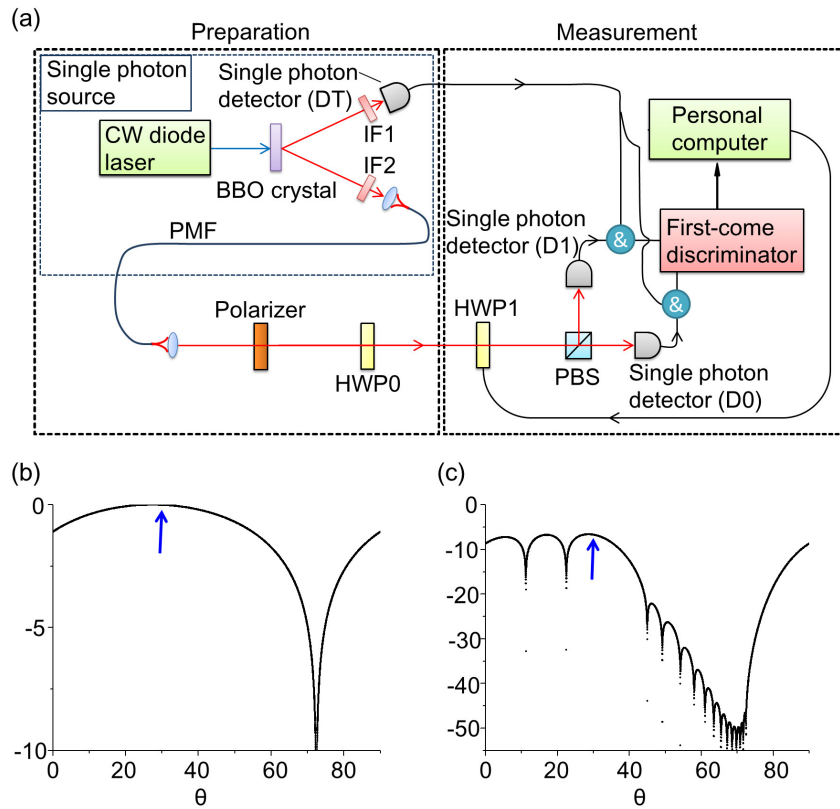 (a)
Preparation
Measurement
Single photon
source
Single photon
detector (DT)
CW diode
laser
IF1
IF2
BBO crystal
PMF
Polarizer
HWP0
HWP1
PBS
Single photon
detector (D1)
&
&
Personal
computer
First-come
discriminator
Single photon
detector (D0)
(b)
0
-5
-10
0 20 40 60 80
θ
(c)
0
-10
-20
-30
-40
-50
0 20 40 60 80
θ